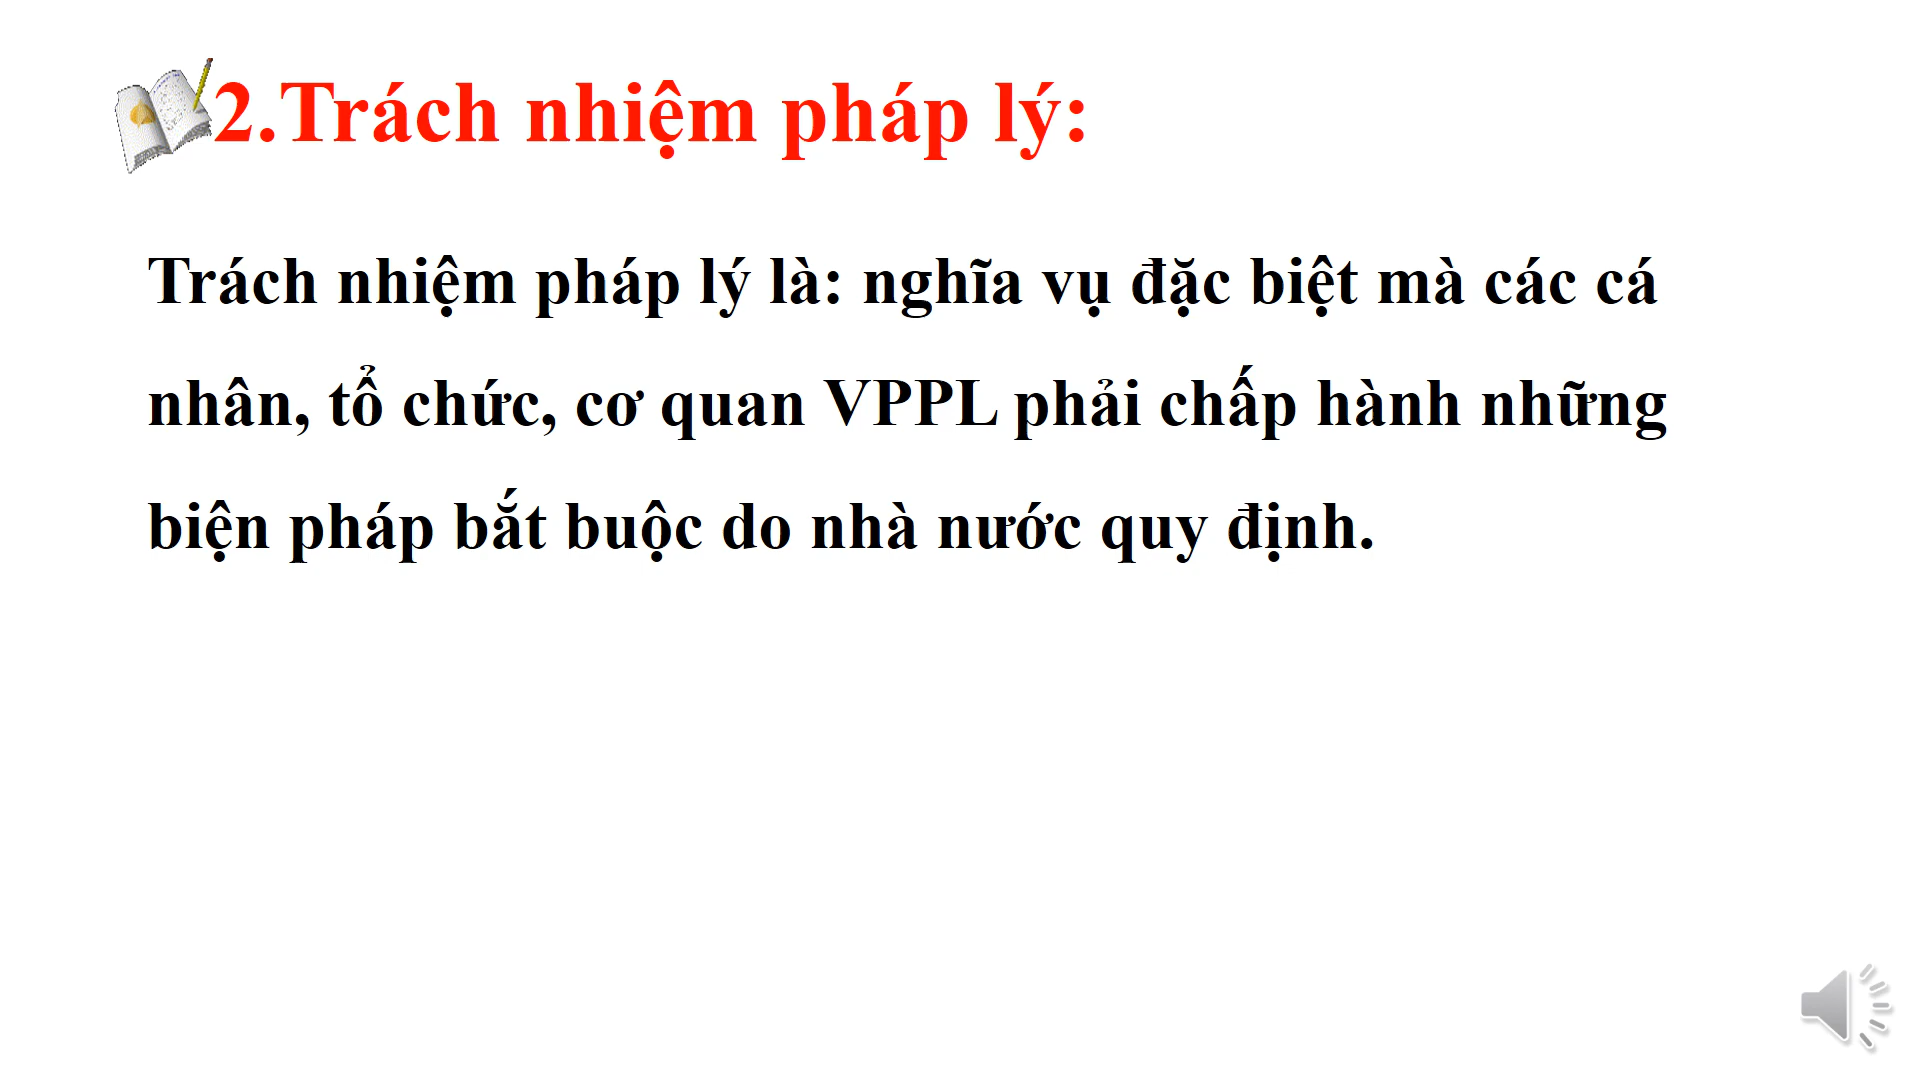 2.Trách nhiệm pháp lý:
Trách nhiệm pháp lý là: nghĩa vụ đặc biệt mà các cá
nhân, tổ chức, cơ quan VPPL phải chấp hành những
biện pháp bắt buộc do nhà nước quy định.